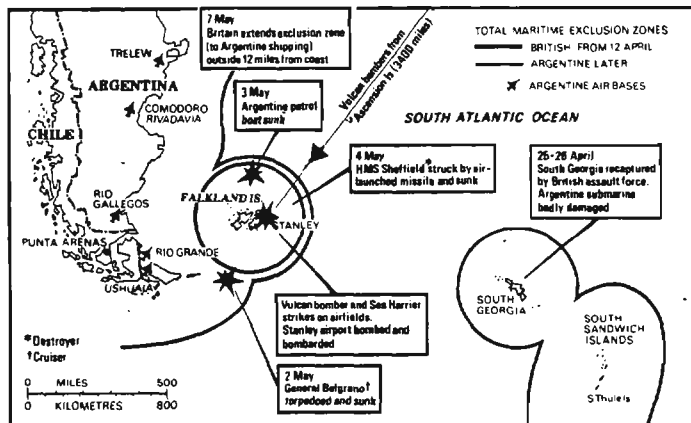 7 May
Britain extends exclusion zone
(to Argentine shipping)
outside 12 miles from coast
TOTAL MARITIME EXCLUSION ZONES
BRITISH FROM 12 APRIL
ARGENTINE LATER
ARGENTINE AIR BASES
TRELEW
ARGENTINA
COMODORO
RIVADAVIA
CHILE
3 May
Argentine patrol
boat sunk
Vulcan bombers from
Ascension Is (3400 miles)
SOUTH ATLANTIC OCEAN
4 May
HMS Sheffield* struck by air-
launched missile and sunk
25-26 April
South Georgia recaptured
by British assault force.
Argentine submarine
badly damaged
FALKLAND IS.
STANLEY
RIO
GALLEGOS
PUNTA ARENAS
RIO GRANDE
USHUAIA
Vulcan bomber and Sea Harrier
strikes on airfields.
Stanley airport bombed and
bombarded
SOUTH
GEORGIA
SOUTH
SANDWICH
ISLANDS
S Thule Is
*Destroyer
†Cruiser
2 May
General Belgrano†
torpedoed and sunk
0 MILES 500
0 KILOMETRES 800